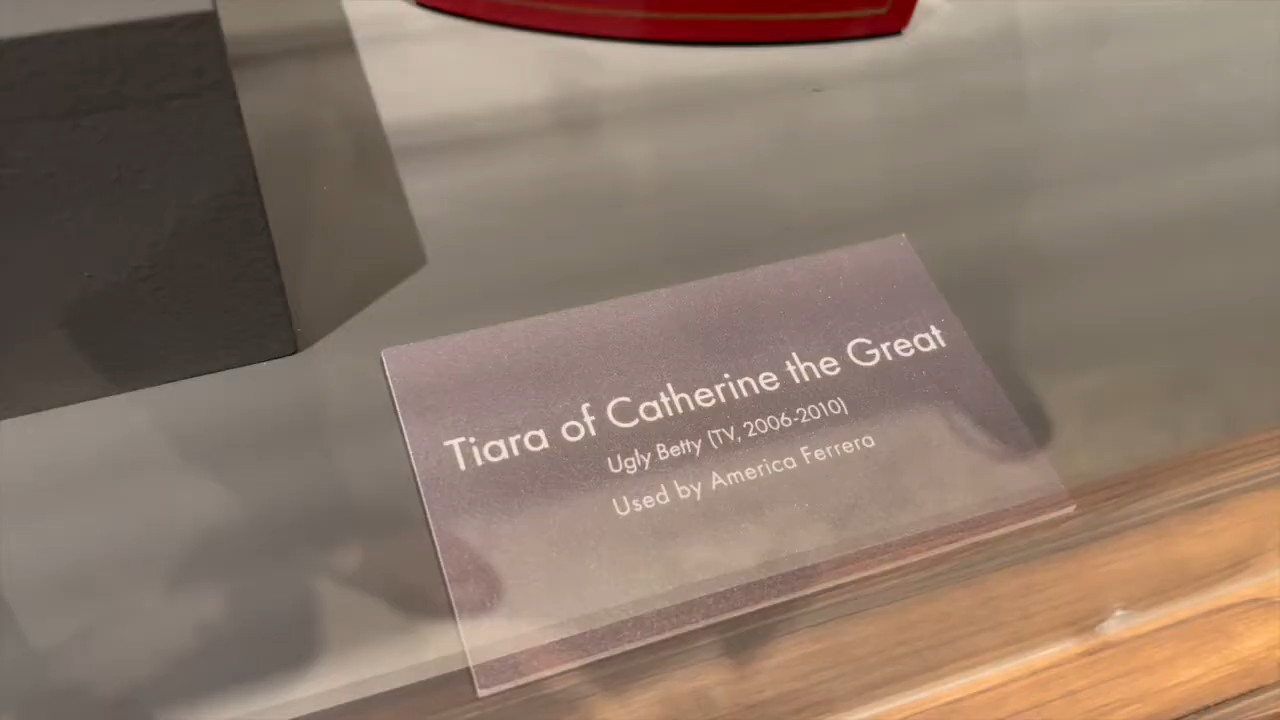 Tiara of Catherine the Great
Ugly Betty (TV, 2006-2010)
Used by America Ferrera